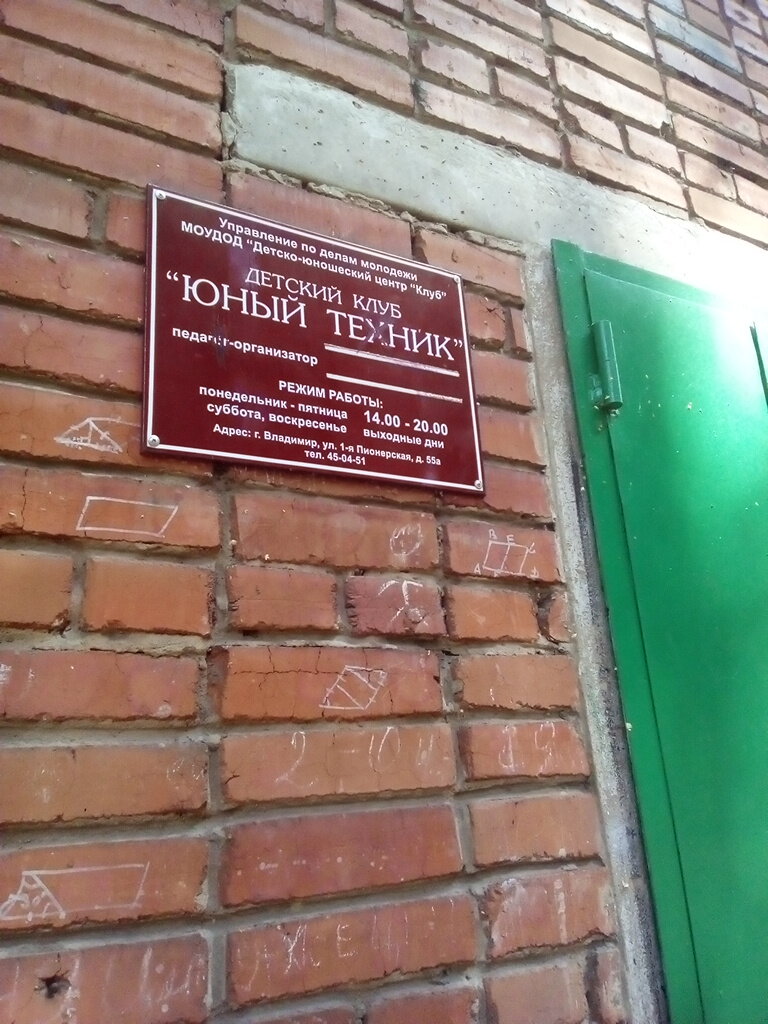 Управление по делам молодежи
МОУДОД "Детско-юношеский центр "Клуб"
ДЕТСКИЙ КЛУБ
"ЮНЫЙ ТЕХНИК"
педагог-организатор
РЕЖИМ РАБОТЫ:
понедельник - пятница 14.00 - 20.00
суббота, воскресенье выходные дни
Адрес: г. Владимир, ул. 1-я Пионерская, д. 55а
тел. 45-04-51